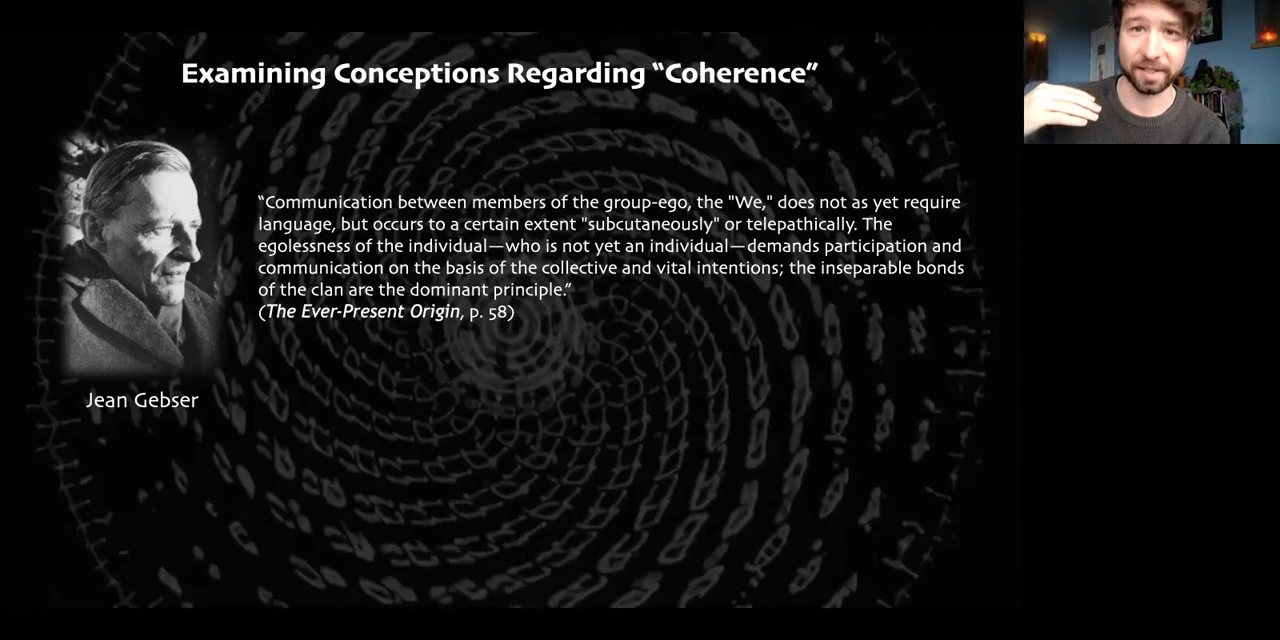 Examining Conceptions Regarding “Coherence”
“Communication between members of the group-ego, the "We," does not as yet require
language, but occurs to a certain extent "subcutaneously" or telepathically. The
egolessness of the individual—who is not yet an individual—demands participation and
communication on the basis of the collective and vital intentions; the inseparable bonds
of the clan are the dominant principle.”
(The Ever-Present Origin, p. 58)
Jean Gebser